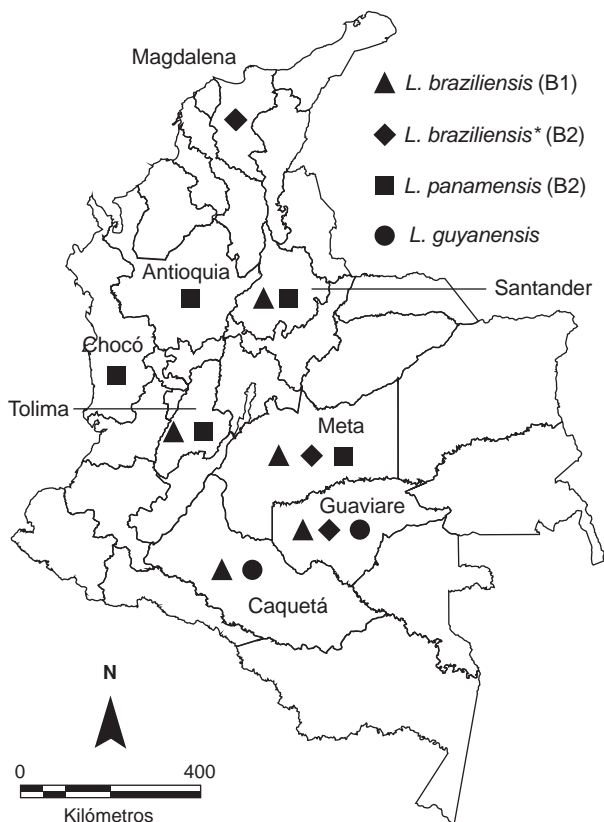 Magdalena
L. braziliensis (B1)
L. braziliensis* (B2)
L. panamensis (B2)
L. guyanensis
Antioquia
Santander
Chocó
Tolima
Meta
Guaviare
Caquetá
N
0 400
Kilómetros